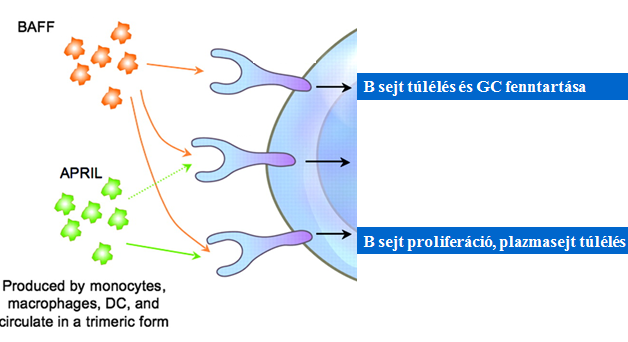 BAFF
B sejt túlélés és GC fenntartása
APRIL
B sejt proliferáció, plazmasejt túlélés
Produced by monocytes,
macrophages, DC, and
circulate in a trimeric form